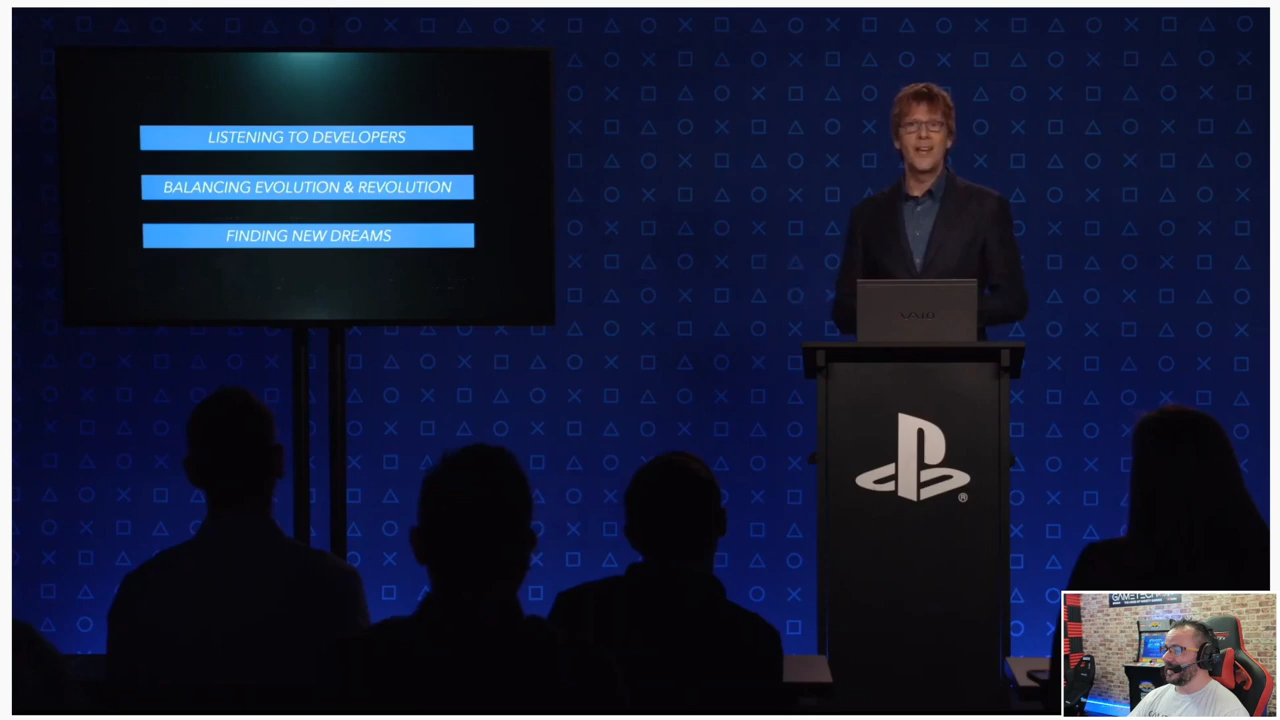 LISTENING TO DEVELOPERS
BALANCING EVOLUTION & REVOLUTION
FINDING NEW DREAMS
VAIO
®